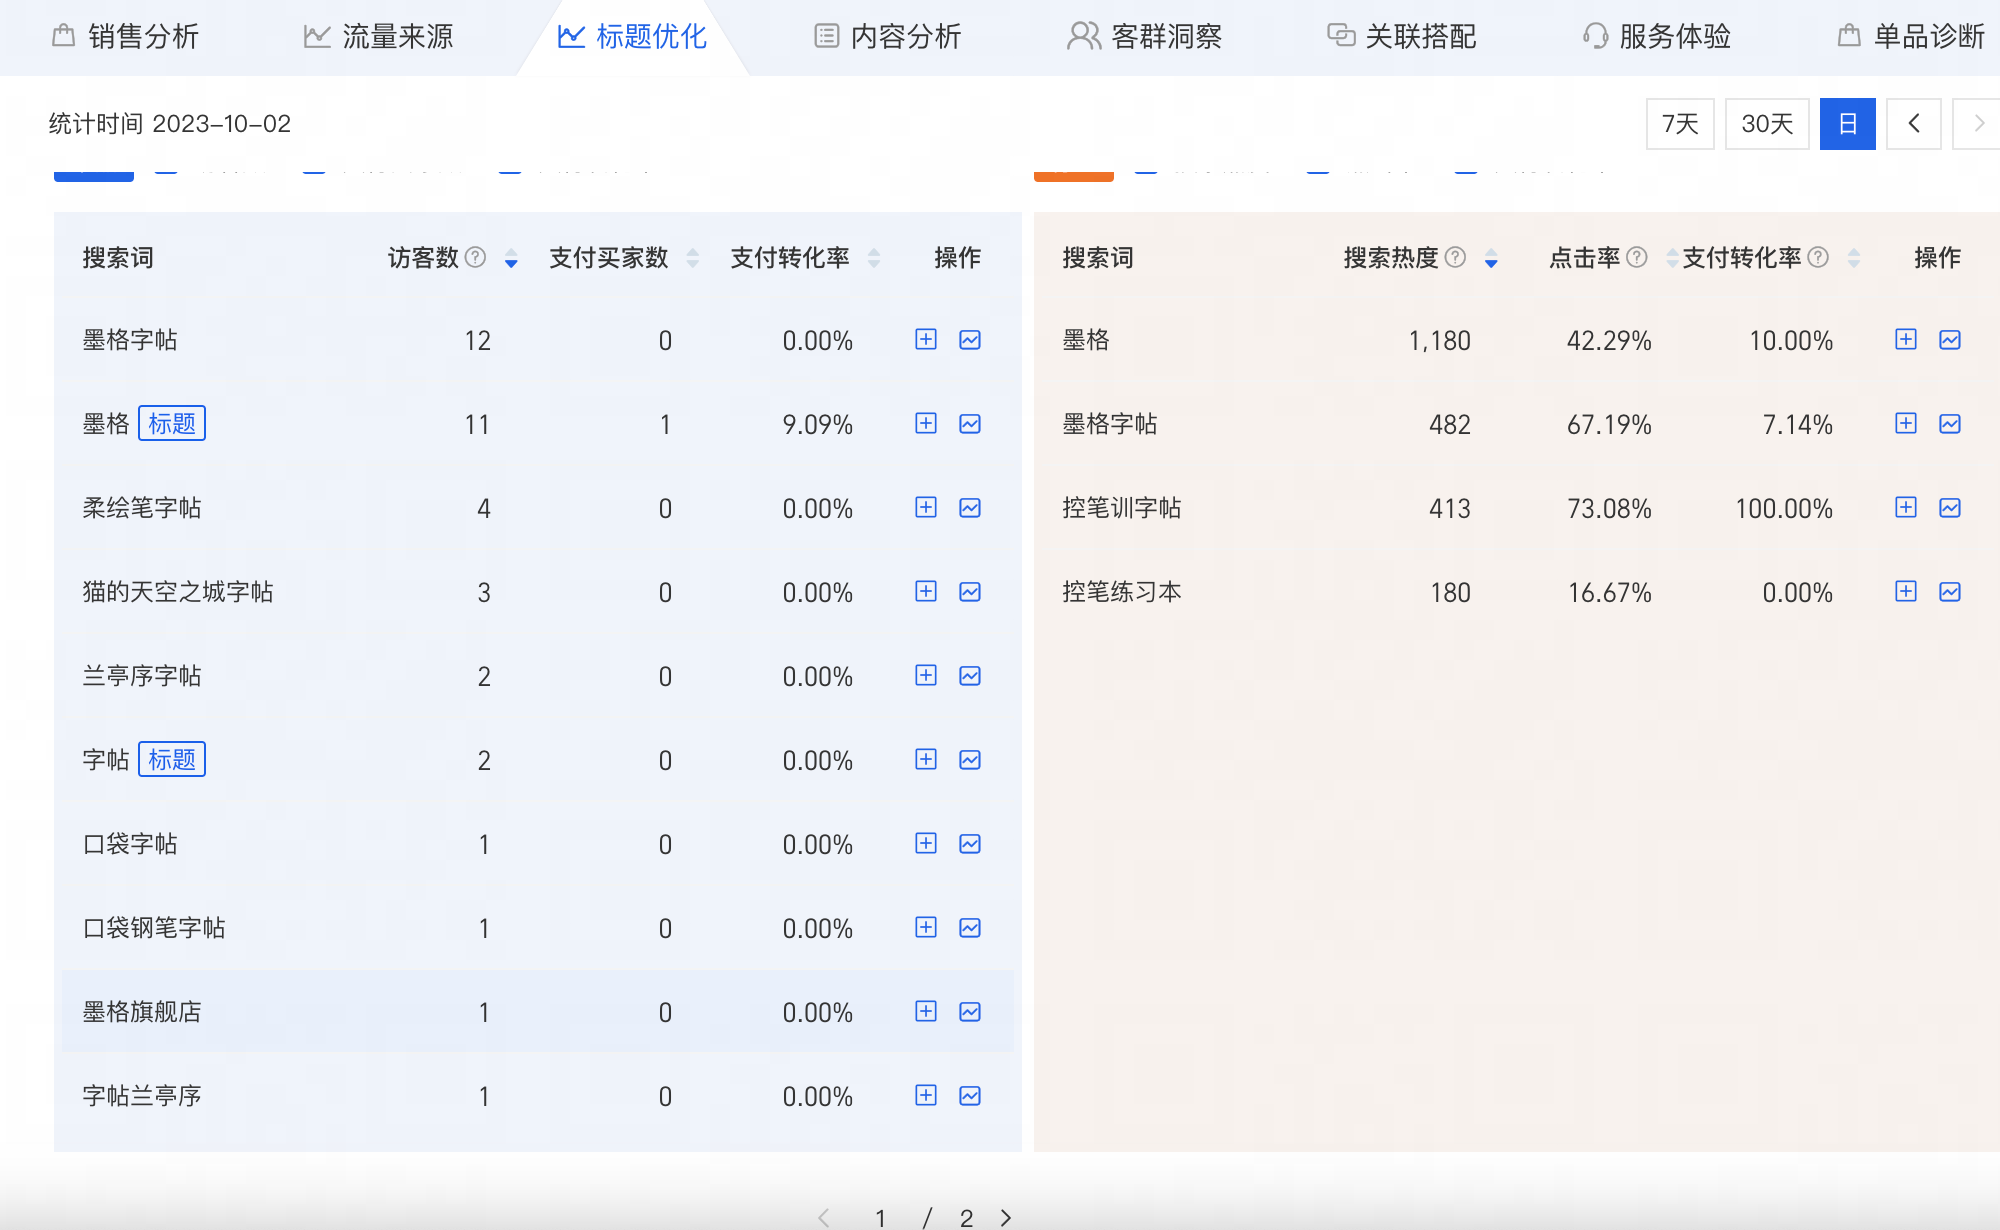 销售分析 流量来源 标题优化 内容分析 客群洞察 关联搭配 服务体验 单品诊断
统计时间 2023-10-02 7天 30天 日
搜索词 访客数 支付买家数 支付转化率 操作
墨格字帖 12 0 0.00%
墨格 标题 11 1 9.09%
柔绘笔字帖 4 0 0.00%
猫的天空之城字帖 3 0 0.00%
兰亭序字帖 2 0 0.00%
字帖 标题 2 0 0.00%
口袋字帖 1 0 0.00%
口袋钢笔字帖 1 0 0.00%
墨格旗舰店 1 0 0.00%
字帖兰亭序 1 0 0.00%
搜索词 搜索热度 点击率 支付转化率 操作
墨格 1,180 42.29% 10.00%
墨格字帖 482 67.19% 7.14%
控笔训字帖 413 73.08% 100.00%
控笔练习本 180 16.67% 0.00%
1 / 2